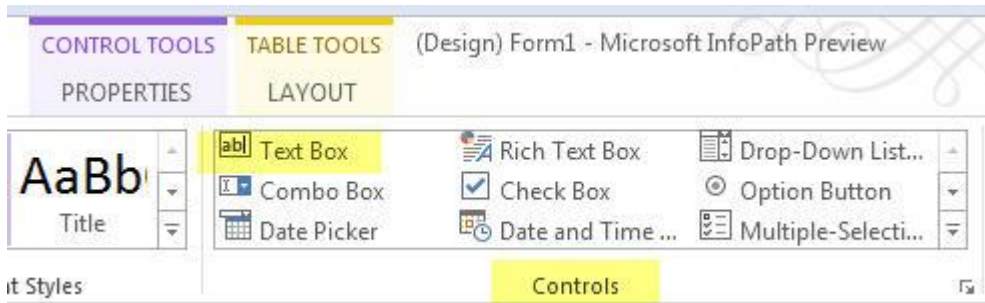 CONTROL TOOLS TABLE TOOLS (Design) Form1 - Microsoft InfoPath Preview
PROPERTIES LAYOUT
AaBb
abl Text Box Rich Text Box Drop-Down List...
Combo Box Check Box Option Button
Title Date Picker Date and Time ... Multiple-Selecti...
t Styles Controls